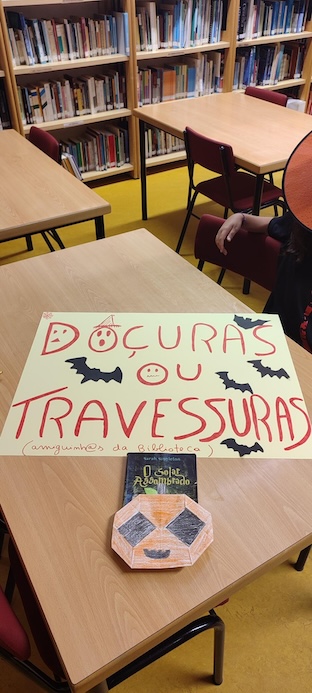 DOÇURAS
OU
TRAVESSURAS
(amiguinh@s da Biblioteca)
O Solar
Assombrado